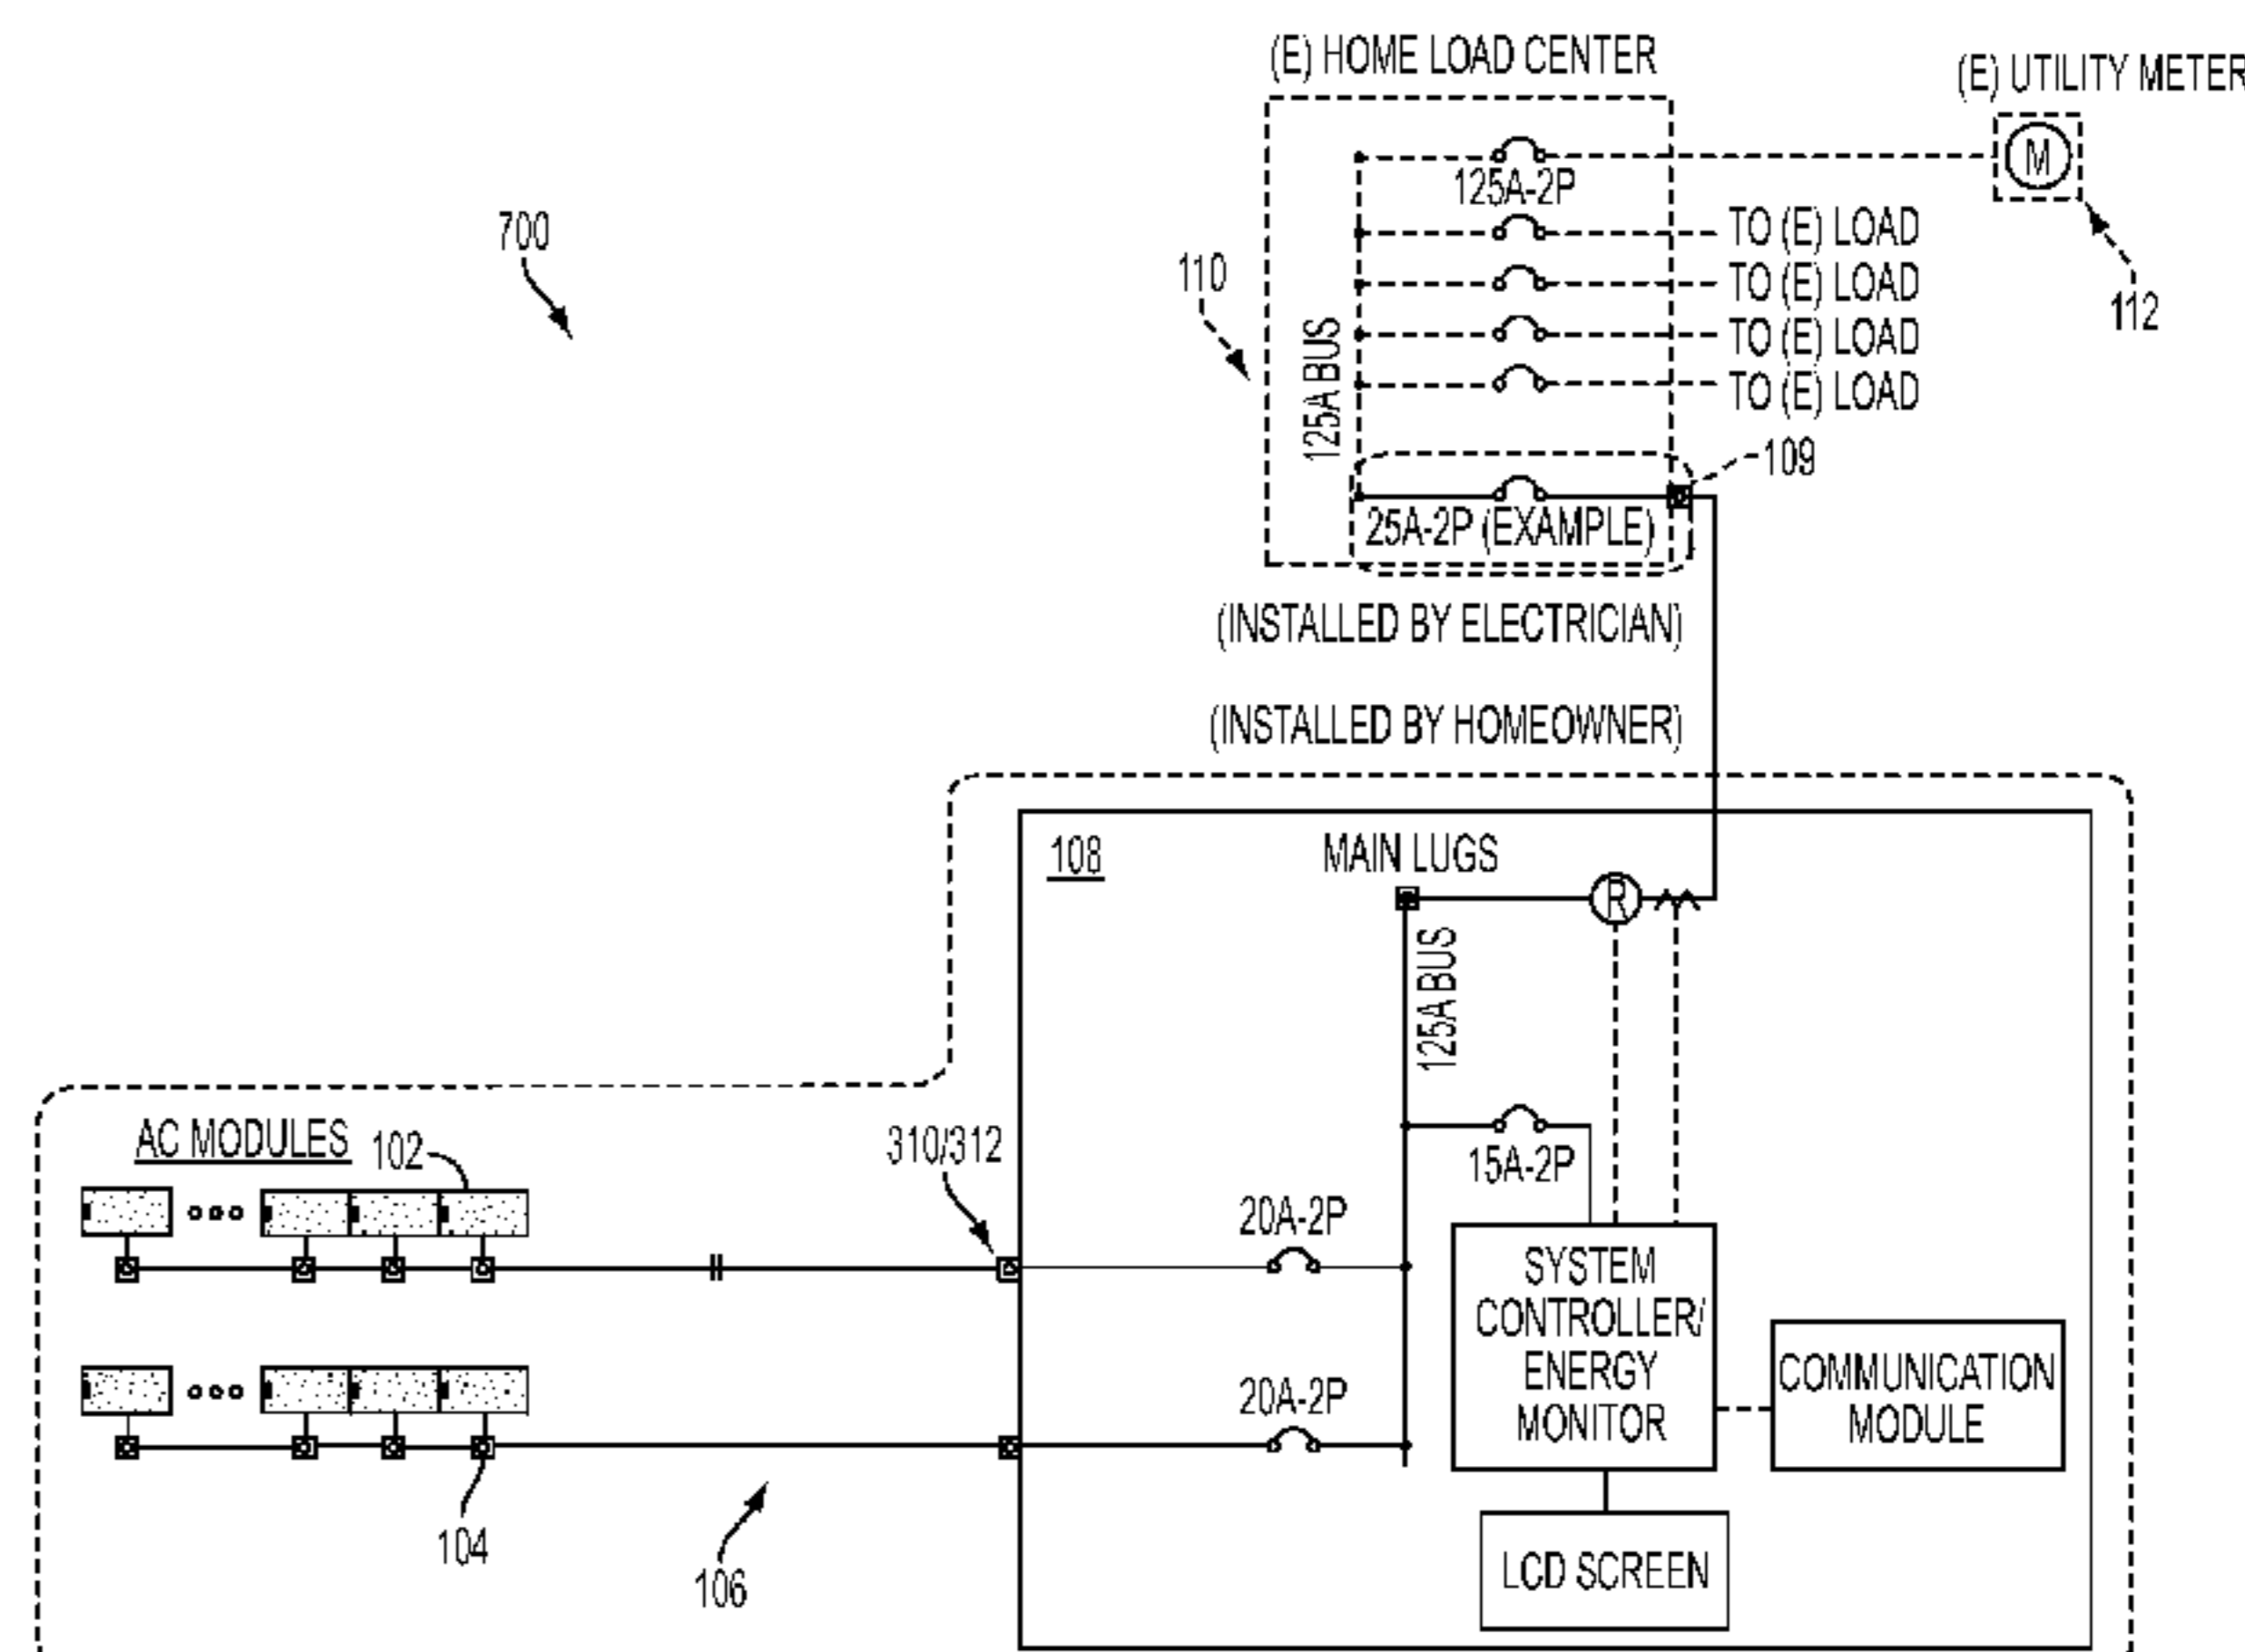 (E) HOME LOAD CENTER
(E) UTILITY METER
M
125A-2P
700
TO (E) LOAD
110
TO (E) LOAD
112
TO (E) LOAD
125A BUS
TO (E) LOAD
109
25A-2P (EXAMPLE)
(INSTALLED BY ELECTRICIAN)
(INSTALLED BY HOMEOWNER)
108
MAIN LUGS
R
125A BUS
AC MODULES
102
310/312
15A-2P
20A-2P
SYSTEM
CONTROLLER/
ENERGY
MONITOR
COMMUNICATION
MODULE
20A-2P
104
106
LCD SCREEN